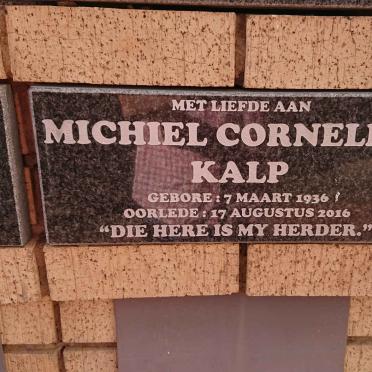 MET LIEFDE AAN
MICHIEL CORNELI
KALP
GEBORE : 7 MAART 1936
OORLEDE : 17 AUGUSTUS 2016
“DIE HERE IS MY HERDER.”